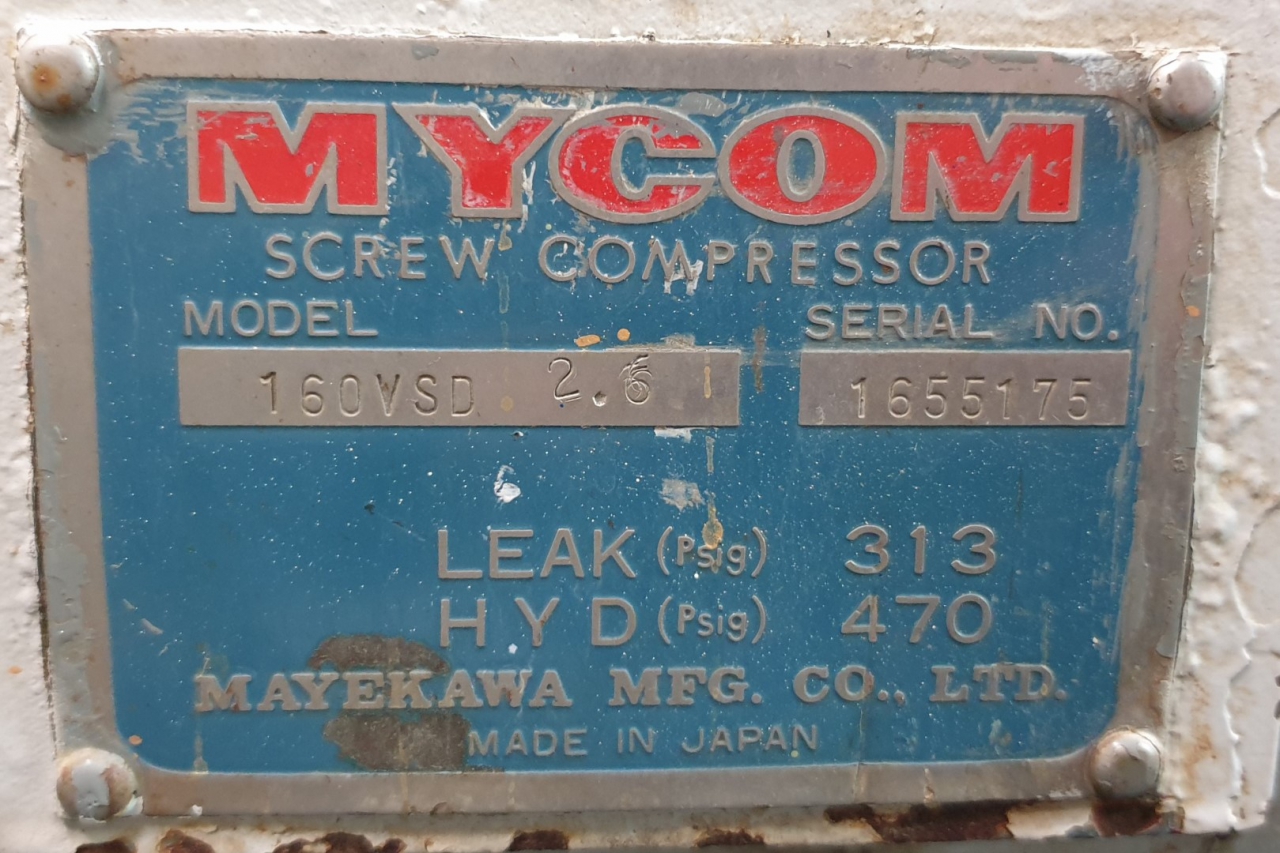 MYCOM
SCREW COMPRESSOR
MODEL SERIAL NO.
160VSD 1655175
LEAK (Psig) 313
HYD (Psig) 470
MAYEKAWA MFG. CO., LTD.
MADE IN JAPAN